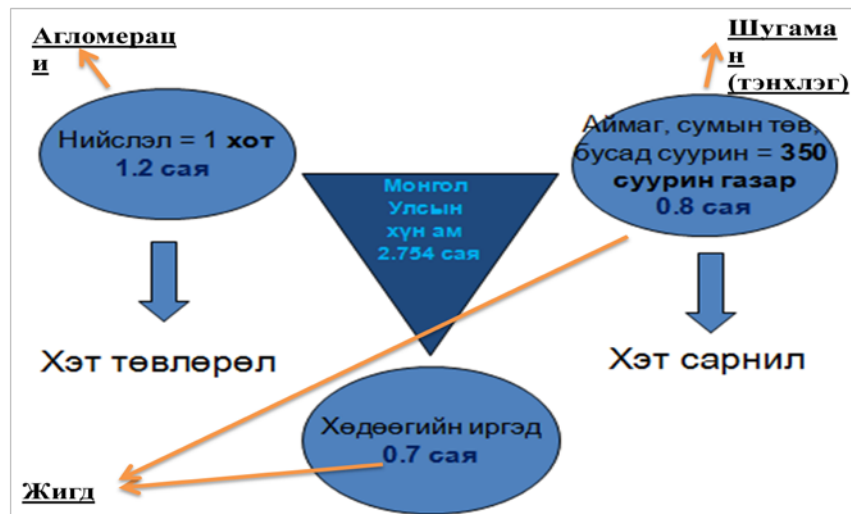 Агломерац
и
Шугама
н
(тэнхлэг)
Нийслэл = 1 хот
1.2 сая
Аймаг, сумын төв,
бусад суурин = 350
суурин газар
0.8 сая
Монгол
Улсын
хүн ам
2.754 сая
Хэт төвлөрөл
Хэт сарнил
Хөдөөгийн иргэд
0.7 сая
Жигд